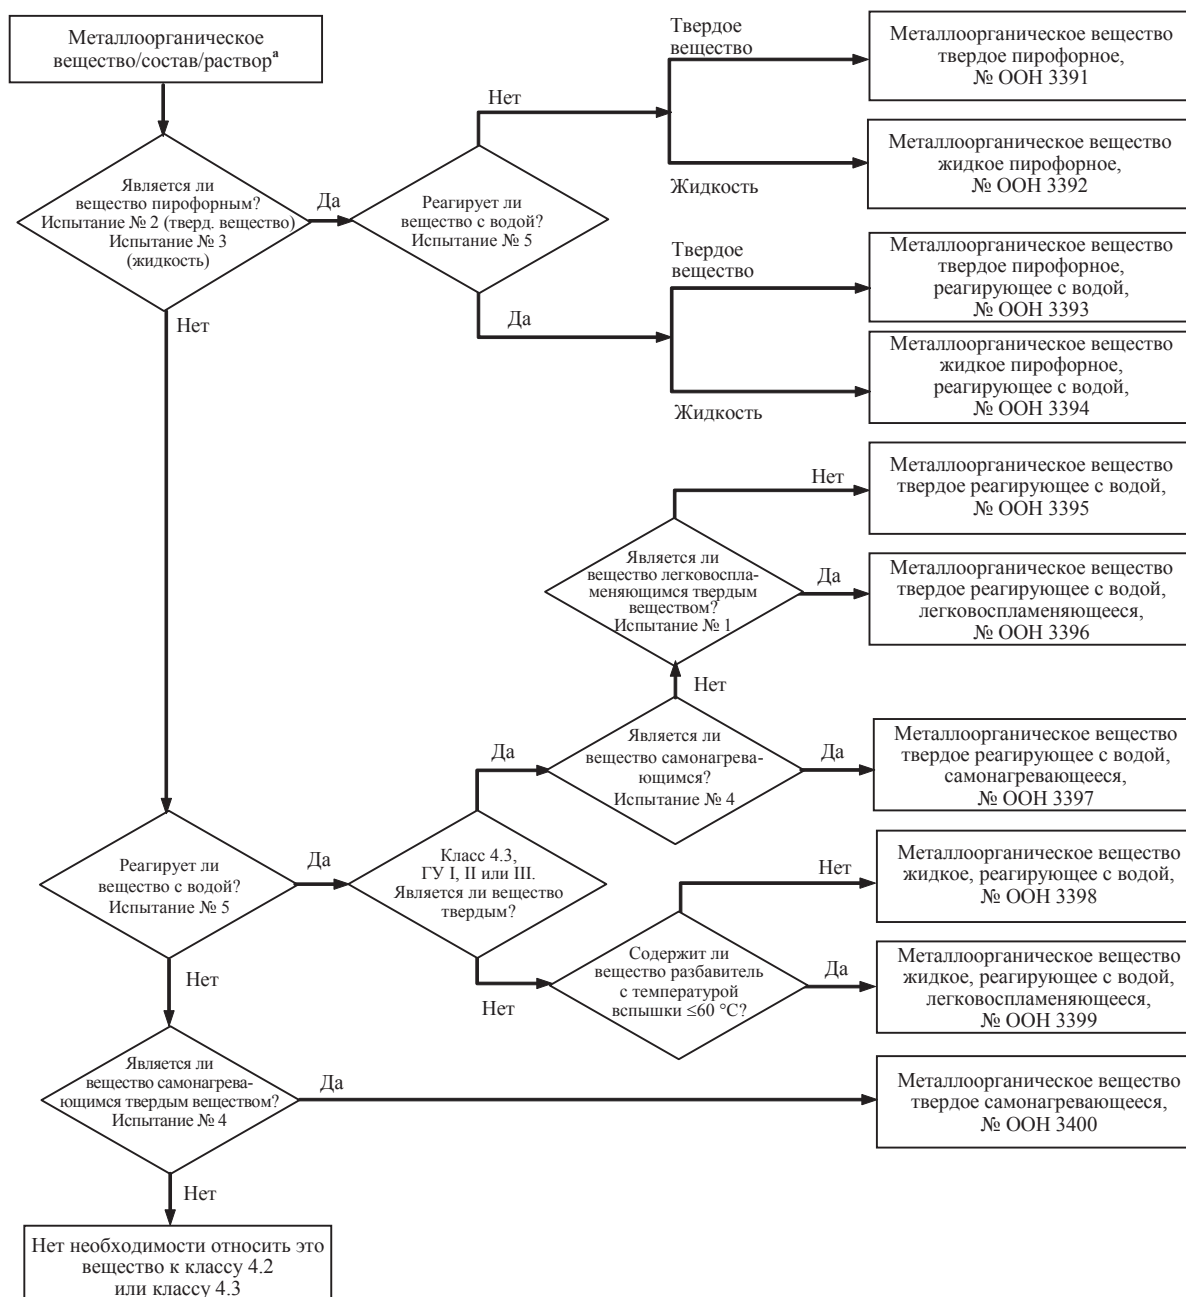 Металлоорганическое
вещество/состав/раствора
Является ли
вещество пирофорным?
Испытание № 2 (тверд. вещество)
Испытание № 3
(жидкость)
Да
Нет
Реагирует ли
вещество с водой?
Испытание № 5
Нет
Да
Твердое
вещество
Жидкость
Металлоорганическое вещество
твердое пирофорное,
№ ООН 3391
Металлоорганическое вещество
жидкое пирофорное,
№ ООН 3392
Твердое
вещество
Жидкость
Металлоорганическое вещество
твердое пирофорное,
реагирующее с водой,
№ ООН 3393
Металлоорганическое вещество
жидкое пирофорное,
реагирующее с водой,
№ ООН 3394
Нет
Металлоорганическое вещество
твердое реагирующее с водой,
№ ООН 3395
Является ли
вещество легковоспла-
меняющимся твердым
веществом?
Испытание № 1
Да
Металлоорганическое вещество
твердое реагирующее с водой,
легковоспламеняющееся,
№ ООН 3396
Нет
Да
Является ли
вещество самонагрева-
ющимся?
Испытание № 4
Да
Металлоорганическое вещество
твердое реагирующее с водой,
самонагревающееся,
№ ООН 3397
Реагирует ли
вещество с водой?
Испытание № 5
Да
Класс 4.3,
ГУ I, II или III.
Является ли вещество
твердым?
Нет
Металлоорганическое вещество
жидкое, реагирующее с водой,
№ ООН 3398
Нет
Нет
Содержит ли
вещество разбавитель
с температурой
вспышки ≤60 °C?
Да
Металлоорганическое вещество
жидкое, реагирующее с водой,
легковоспламеняющееся,
№ ООН 3399
Является ли
вещество самонагрева-
ющимся твердым веществом?
Испытание № 4
Да
Металлоорганическое вещество
твердое самонагревающееся,
№ ООН 3400
Нет
Нет необходимости относить это
вещество к классу 4.2
или классу 4.3